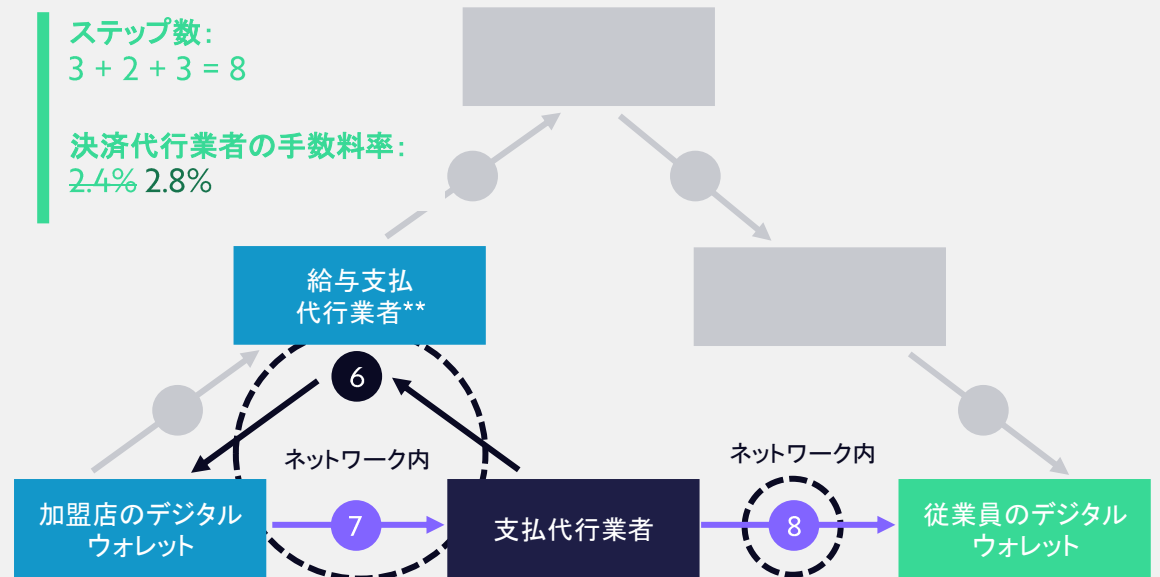 ステップ数:
3 + 2 + 3 = 8
決済代行業者の手数料率:
2.4% 2.8%
給与支払
代行業者**
6
ネットワーク内
ネットワーク内
加盟店のデジタル
ウォレット
7
支払代行業者
8
従業員のデジタル
ウォレット